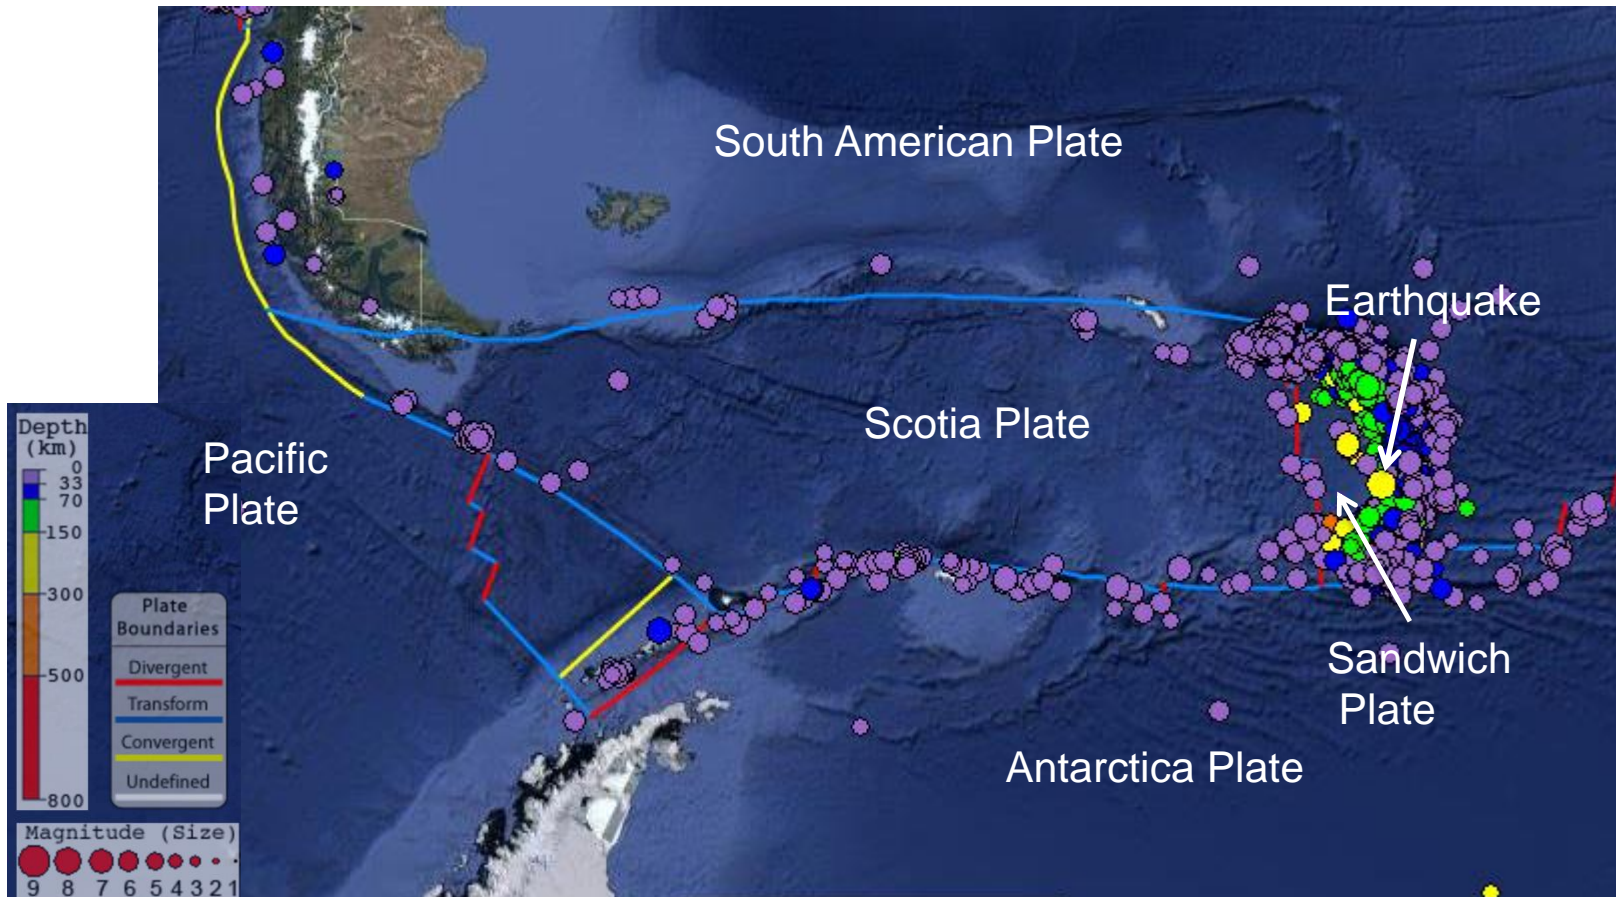 South American Plate
Earthquake
Scotia Plate
Pacific
Plate
Sandwich
Plate
Antarctica Plate
Depth
(km)
0
33
70
150
300
500
800
Plate
Boundaries
Divergent
Transform
Convergent
Undefined
Magnitude (Size)
9 8 7 6 5 4 3 2 1